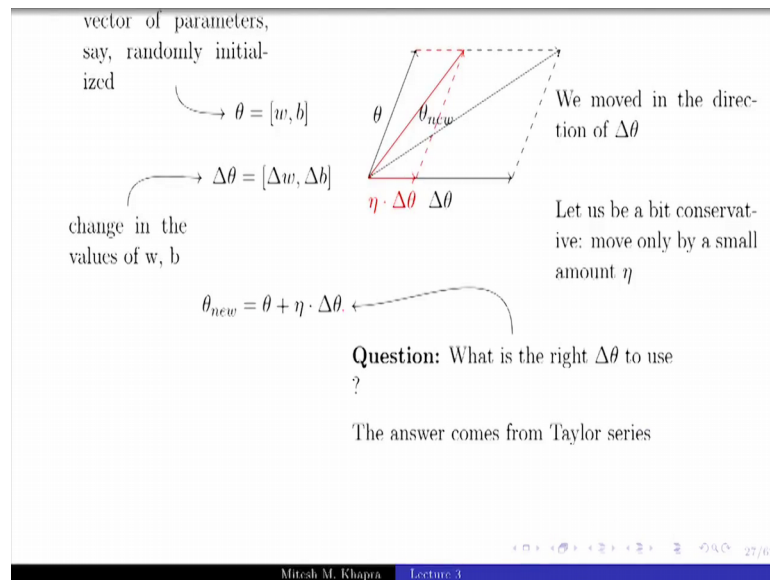 vector of parameters,
say, randomly initial-
ized
θ = [w, b]
Δθ = [Δw, Δb]
change in the
values of w, b
θ
θ_new
η · Δθ Δθ
We moved in the direc-
tion of Δθ
Let us be a bit conservat-
ive: move only by a small
amount η
θ_new = θ + η · Δθ.
Question: What is the right Δθ to use
?
The answer comes from Taylor series
Mitesh M. Khapra Lecture 3